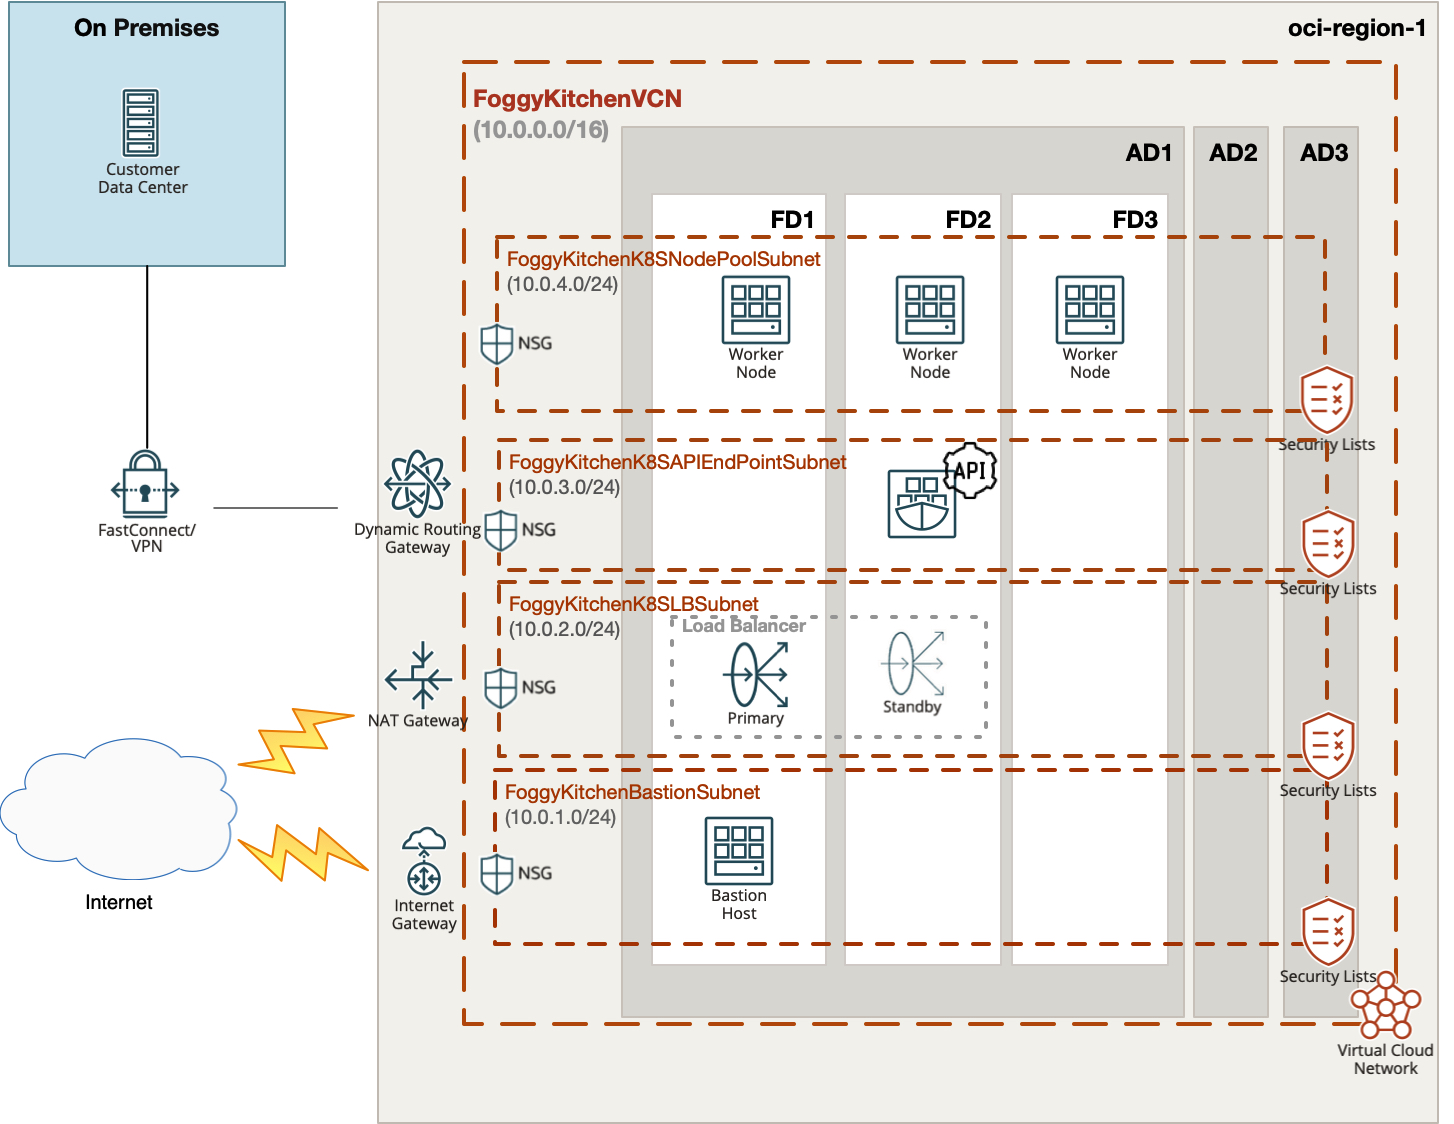 On Premises
Customer
Data Center
FastConnect/
VPN
Internet
oci-region-1
FoggyKitchenVCN
(10.0.0.0/16)
AD1
AD2
AD3
FD1
FD2
FD3
FoggyKitchenK8SNodePoolSubnet
(10.0.4.0/24)
NSG
Worker
Node
Worker
Node
Worker
Node
Security Lists
FoggyKitchenK8SAPIEndPointSubnet
(10.0.3.0/24)
API
Dynamic Routing
Gateway
NSG
Security Lists
FoggyKitchenK8SLBSubnet
(10.0.2.0/24)
Load Balancer
NSG
Primary
Standby
NAT Gateway
Security Lists
FoggyKitchenBastionSubnet
(10.0.1.0/24)
NSG
Bastion
Host
Internet
Gateway
Security Lists
Virtual Cloud
Network